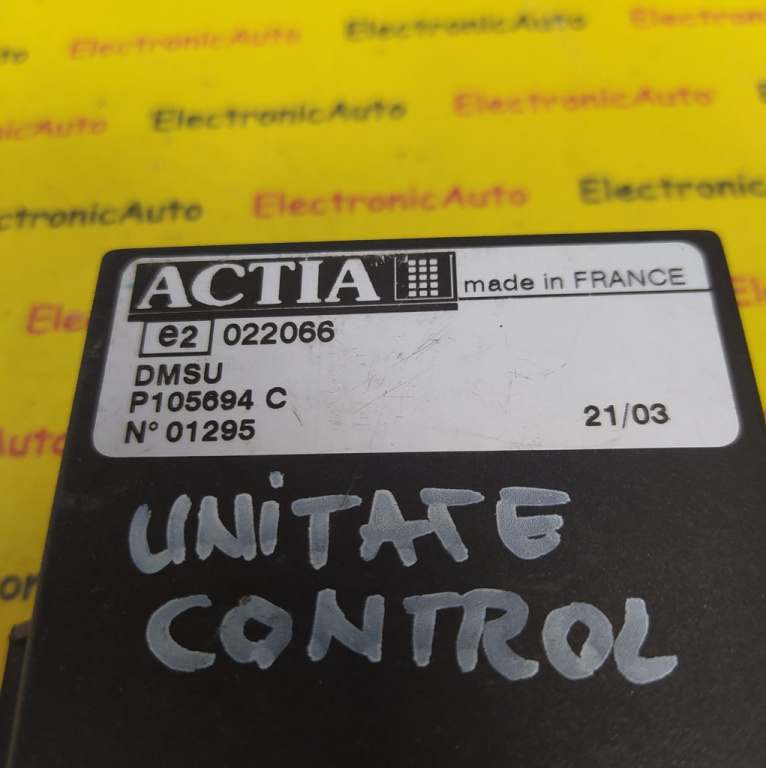 ElectronicAuto ElectronicAuto
ElectronicAuto ElectronicAuto
ElectronicAuto ElectronicAuto
ACTIA made in FRANCE
e2 022066
DMSU
P105694 C
N° 01295 21/03
UNITATE
CONTROL